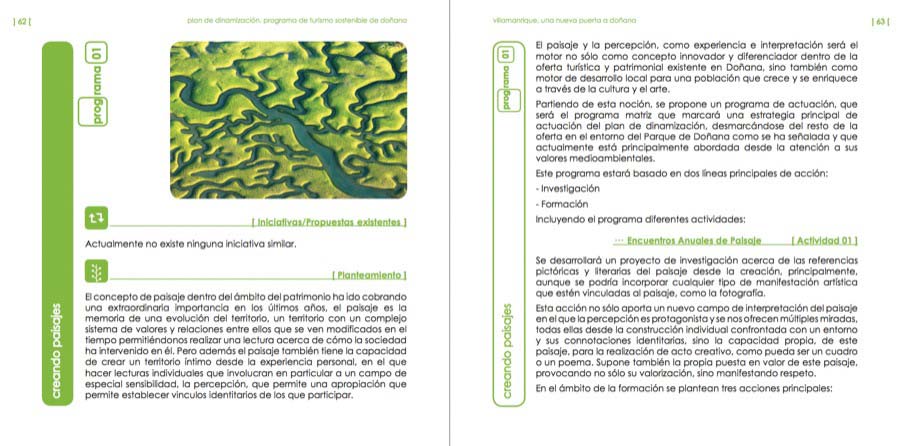 | 62 [
plan de dinamización, programa de turismo sostenible de doñana
programa 01
creando paisajes
[ Iniciativas/Propuestas existentes ]
Actualmente no existe ninguna iniciativa similar.
[ Planteamiento ]
El concepto de paisaje dentro del ámbito del patrimonio ha ido cobrando
una extraordinaria importancia en los últimos años, el paisaje es la
memoria de una evolución del territorio, un territorio con un complejo
sistema de valores y relaciones entre ellos que se ven modificados en el
tiempo permitiéndonos realizar una lectura acerca de cómo la sociedad
ha intervenido en él. Pero además el paisaje también tiene la capacidad
de crear un territorio íntimo desde la experiencia personal, en el que
hacer lecturas individuales que involucran en particular a un campo de
especial sensibilidad, la percepción, que permite una apropiación que
permite establecer vínculos identitarios de los que participar.
villamanrique, una nueva puerta a doñana
| 63 [
programa 01
creando paisajes
El paisaje y la percepción, como experiencia e interpretación será el
motor no sólo como concepto innovador y diferenciador dentro de la
oferta turística y patrimonial existente en Doñana, sino también como
motor de desarrollo local para una población que crece y se enriquece
a través de la cultura y el arte.
Partiendo de esta noción, se propone un programa de actuación, que
será el programa matriz que marcará una estrategia principal de
actuación del plan de dinamización, desmarcándose del resto de la
oferta en el entorno del Parque de Doñana como se ha señalada y que
actualmente está principalmente abordada desde la atención a sus
valores medioambientales.
Este programa estará basado en dos líneas principales de acción:
- Investigación
- Formación
Incluyendo el programa diferentes actividades:
··· Encuentros Anuales de Paisaje [ Actividad 01 ]
Se desarrollará un proyecto de investigación acerca de las referencias
pictóricas y literarias del paisaje desde la creación, principalmente,
aunque se podría incorporar cualquier tipo de manifestación artística
que estén vinculadas al paisaje, como la fotografía.
Esta acción no sólo aporta un nuevo campo de interpretación del paisaje
en el que la percepción es protagonista y se nos ofrecen múltiples miradas,
todas ellas desde la construcción individual confrontada con un entorno
y sus connotaciones identitarias, sino la capacidad propia, de este
paisaje, para la realización de acto creativo, como pueda ser un cuadro
o un poema. Supone también la propia puesta en valor de este paisaje,
provocando no sólo su valorización, sino manifestando respeto.
En el ámbito de la formación se plantean tres acciones principales: